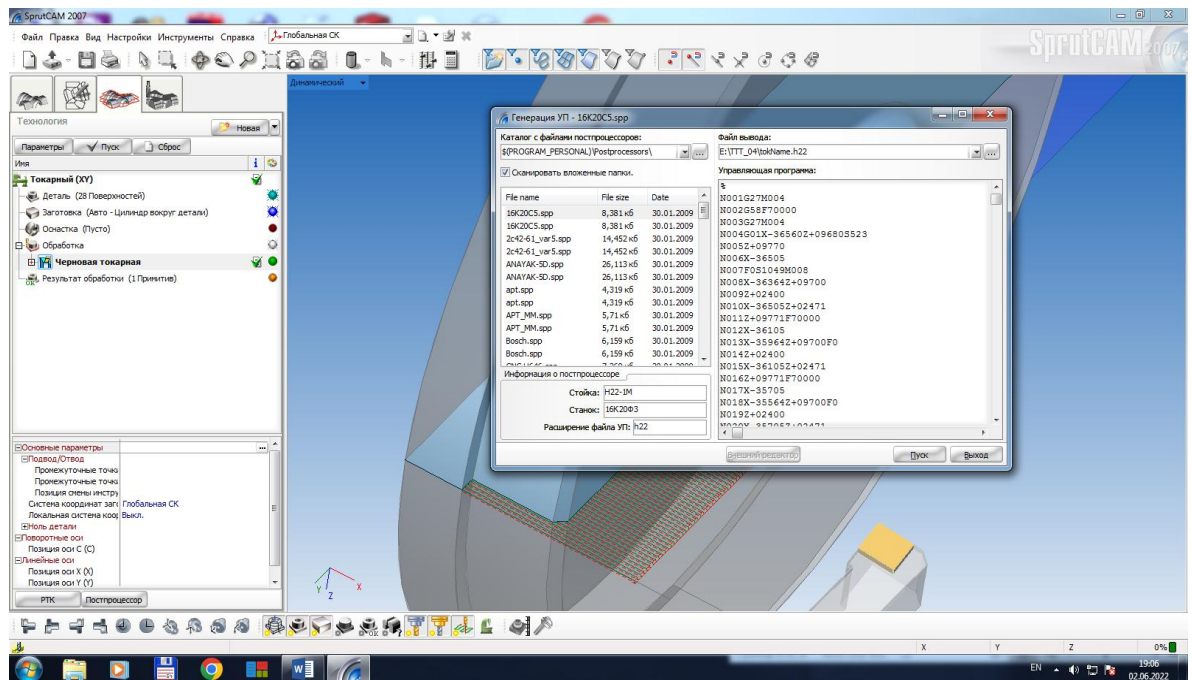 SprutCAM 2007
Файл Правка Вид Настройки Инструменты Справка
Глобальная СК
SprutCAM 2007
Динамический
Технология
Новая
Параметры Пуск Сброс
Имя
Токарный (XY)
Деталь (28 Поверхностей)
Заготовка (Авто - Цилиндр вокруг детали)
Оснастка (Пусто)
Обработка
Черновая токарная
Результат обработки (1 Примитив)
Основные параметры
Подвод/Отвод
Промежуточные точки
Промежуточные точки
Позиция смены инстру
Система координат заго Глобальная СК
Локальная система коор Выкл.
Ноль детали
Поворотные оси
Позиция оси C (C)
Линейные оси
Позиция оси X (X)
Позиция оси Y (Y)
РТК Постпроцессор
Генерация УП - 16K20C5.spp
Каталог с файлами постпроцессоров:
$(PROGRAM_PERSONAL)\Postprocessors\
Сканировать вложенные папки.
File name File size Date
16K20C5.spp 8,381 кб 30.01.2009
16K20C5.spp 8,381 кб 30.01.2009
2c42-61_var5.spp 14,452 кб 30.01.2009
2c42-61_var5.spp 14,452 кб 30.01.2009
ANAYAK-5D.spp 26,113 кб 30.01.2009
ANAYAK-5D.spp 26,113 кб 30.01.2009
apt.spp 4,319 кб 30.01.2009
apt.spp 4,319 кб 30.01.2009
APT_MM.spp 5,71 кб 30.01.2009
APT_MM.spp 5,71 кб 30.01.2009
Bosch.spp 6,159 кб 30.01.2009
Bosch.spp 6,159 кб 30.01.2009
Информация о постпроцессоре
Стойка: Н22-1М
Станок: 16К20Ф3
Расширение файла УП: h22
Файл вывода:
E:\TTT_04\tokName.h22
Управляющая программа:
%
N001G27M004
N002G58F70000
N003G27M004
N004G01X-36560Z+09680S523
N005Z+09770
N006X-36505
N007F0S1049M008
N008X-36364Z+09700
N009Z+02400
N010X-36505Z+02471
N011Z+09771F70000
N012X-36105
N013X-35964Z+09700F0
N014Z+02400
N015X-36105Z+02471
N016Z+09771F70000
N017X-35705
N018X-35564Z+09700F0
N019Z+02400
N020X-35705Z+02471
Внешний редактор Пуск Выход
Y Z X
X Y Z 0%
EN 19:06
02.06.2022